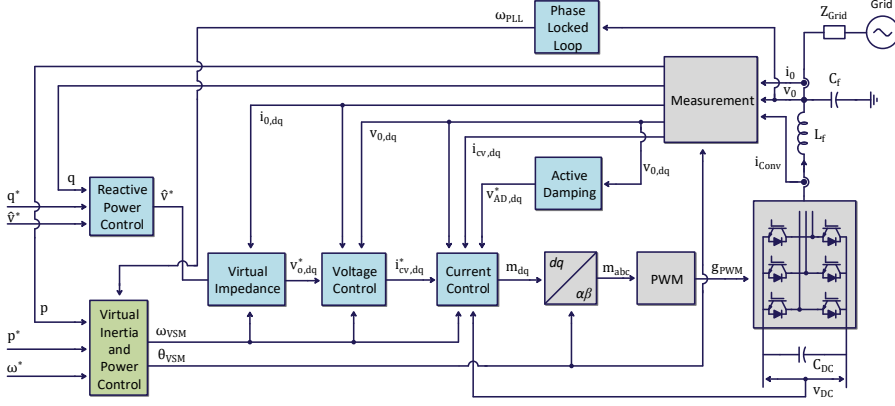 Grid
Z_Grid
ω_PLL
Phase
Locked
Loop
i_0
v_0
C_f
Measurement
L_f
i_0,dq
v_0,dq
i_cv,dq
v_0,dq
i_Conv
Active
Damping
v*_AD,dq
q
q*
v̂*
Reactive
Power
Control
v̂*
Virtual
Impedance
v*_o,dq
Voltage
Control
i*_cv,dq
Current
Control
m_dq
dq
αβ
m_abc
PWM
g_PWM
p
p*
ω*
Virtual
Inertia
and
Power
Control
ω_VSM
θ_VSM
C_DC
v_DC